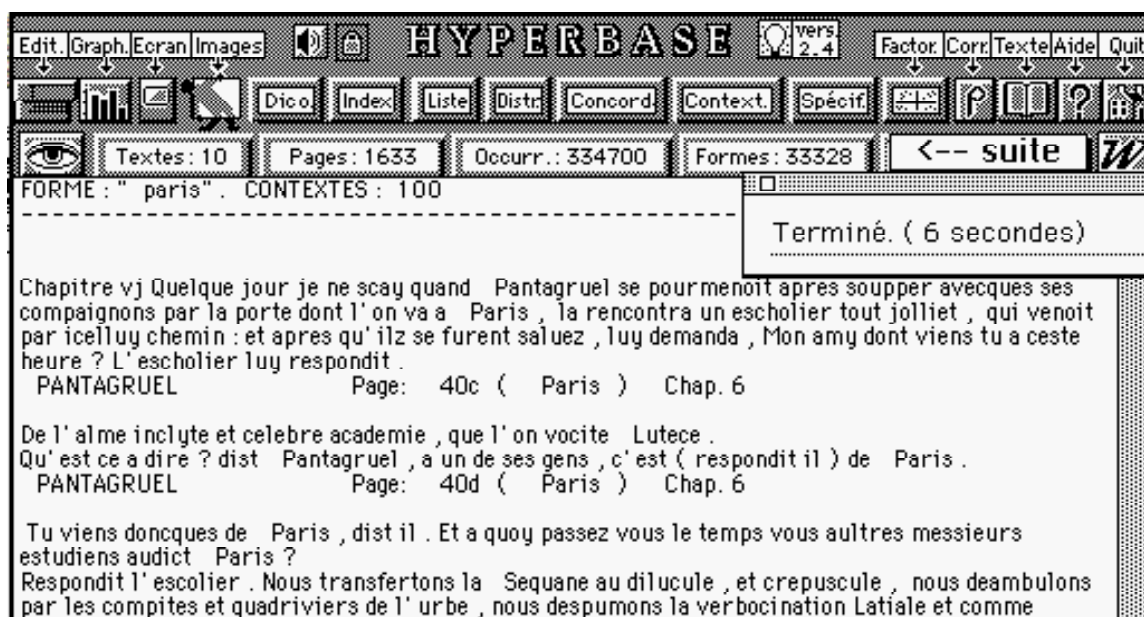 Edit. Graph. Ecran Images HYPERBASE vers. 2.4 Factor. Corr. Texte Aide Quit
Dico. Index Liste Distr. Concord. Context. Spécif.
Textes : 10 Pages : 1633 Occurr. : 334700 Formes : 33328 <-- suite W
FORME : " paris" . CONTEXTES : 100
Terminé. ( 6 secondes)
Chapitre vj Quelque jour je ne scay quand Pantagruel se pourmenoit apres soupper avecques ses
compaignons par la porte dont l' on va a Paris , la rencontra un escholier tout jolliet , qui venoit
par icelluy chemin : et apres qu' ilz se furent saluez , luy demanda , Mon amy dont viens tu a ceste
heure ? L' escholier luy respondit .
PANTAGRUEL Page: 40c ( Paris ) Chap. 6
De l' alme inclyte et celebre academie , que l' on vocite Lutece .
Qu' est ce a dire ? dist Pantagruel , a un de ses gens , c' est ( respondit il ) de Paris .
PANTAGRUEL Page: 40d ( Paris ) Chap. 6
Tu viens doncques de Paris , dist il . Et a quoy passez vous le temps vous aultres messieurs
estudiens audict Paris ?
Respondit l' escolier . Nous transfertons la Sequane au dilucule , et crepuscule , nous deambulons
par les compites et quadriviers de l' urbe , nous despumons la verbocination Latiale et comme